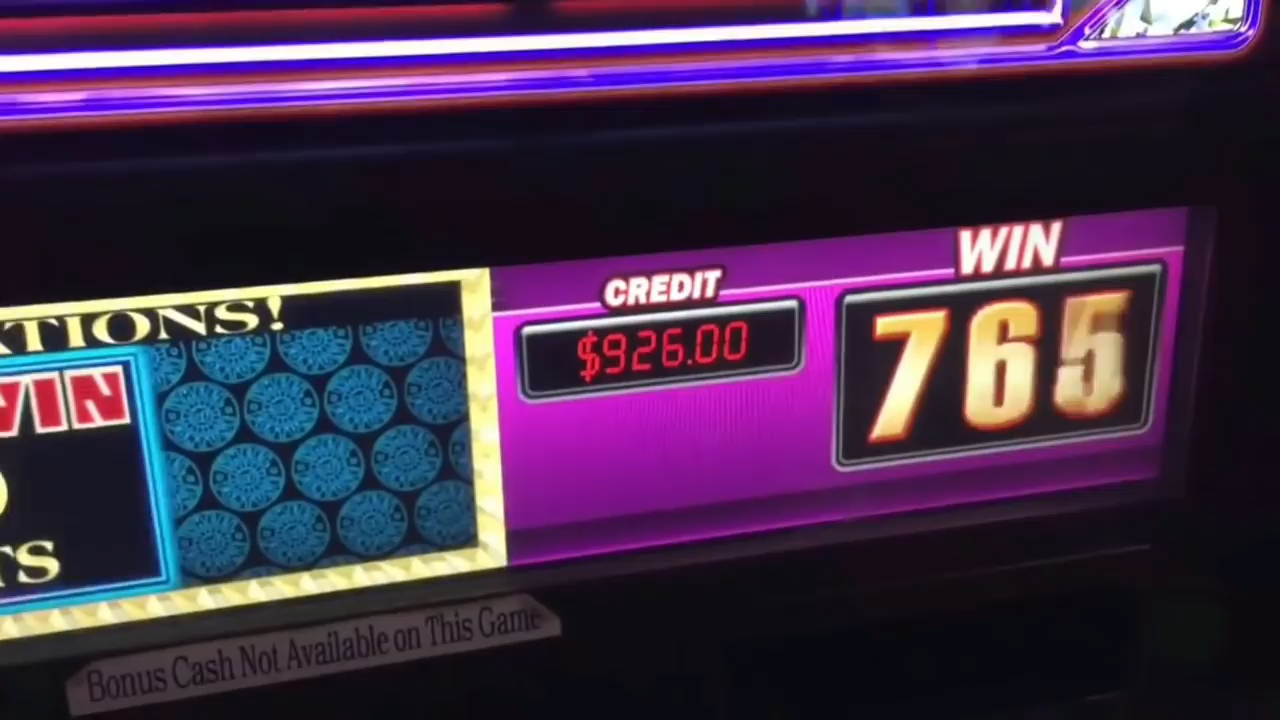 TIONS!
WIN
TS
CREDIT
$926.00
WIN
765
Bonus Cash Not Available on This Game